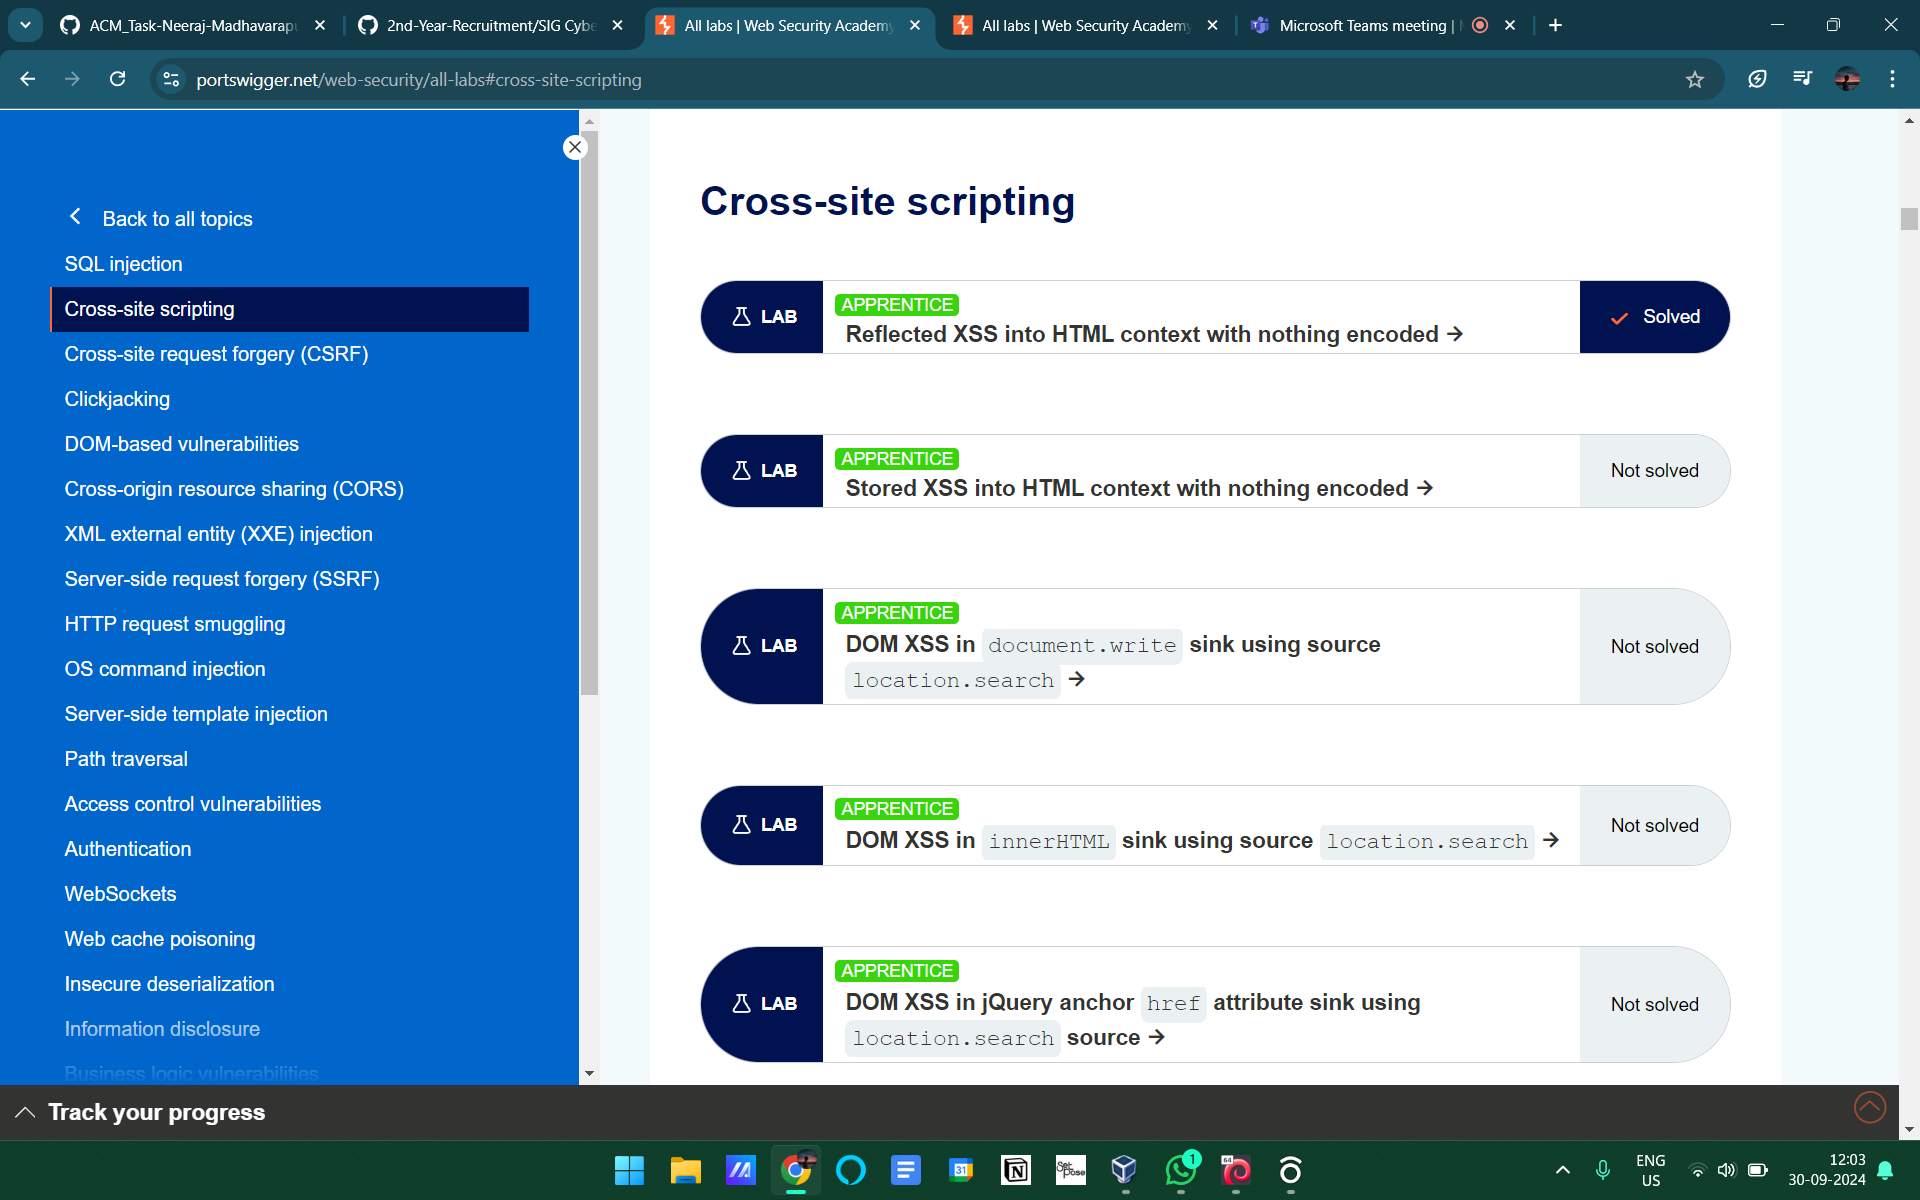 ACM_Task-Neeraj-Madhavarapu
2nd-Year-Recruitment/SIG Cybe
All labs | Web Security Academy
All labs | Web Security Academy
Microsoft Teams meeting |
portswigger.net/web-security/all-labs#cross-site-scripting
Back to all topics
SQL injection
Cross-site scripting
Cross-site request forgery (CSRF)
Clickjacking
DOM-based vulnerabilities
Cross-origin resource sharing (CORS)
XML external entity (XXE) injection
Server-side request forgery (SSRF)
HTTP request smuggling
OS command injection
Server-side template injection
Path traversal
Access control vulnerabilities
Authentication
WebSockets
Web cache poisoning
Insecure deserialization
Information disclosure
Business logic vulnerabilities
Cross-site scripting
LAB
APPRENTICE
Reflected XSS into HTML context with nothing encoded →
Solved
LAB
APPRENTICE
Stored XSS into HTML context with nothing encoded →
Not solved
LAB
APPRENTICE
DOM XSS in document.write sink using source
location.search →
Not solved
LAB
APPRENTICE
DOM XSS in innerHTML sink using source location.search →
Not solved
LAB
APPRENTICE
DOM XSS in jQuery anchor href attribute sink using
location.search source →
Not solved
Track your progress
31
Set Pose
1
64
ENG
US
12:03
30-09-2024